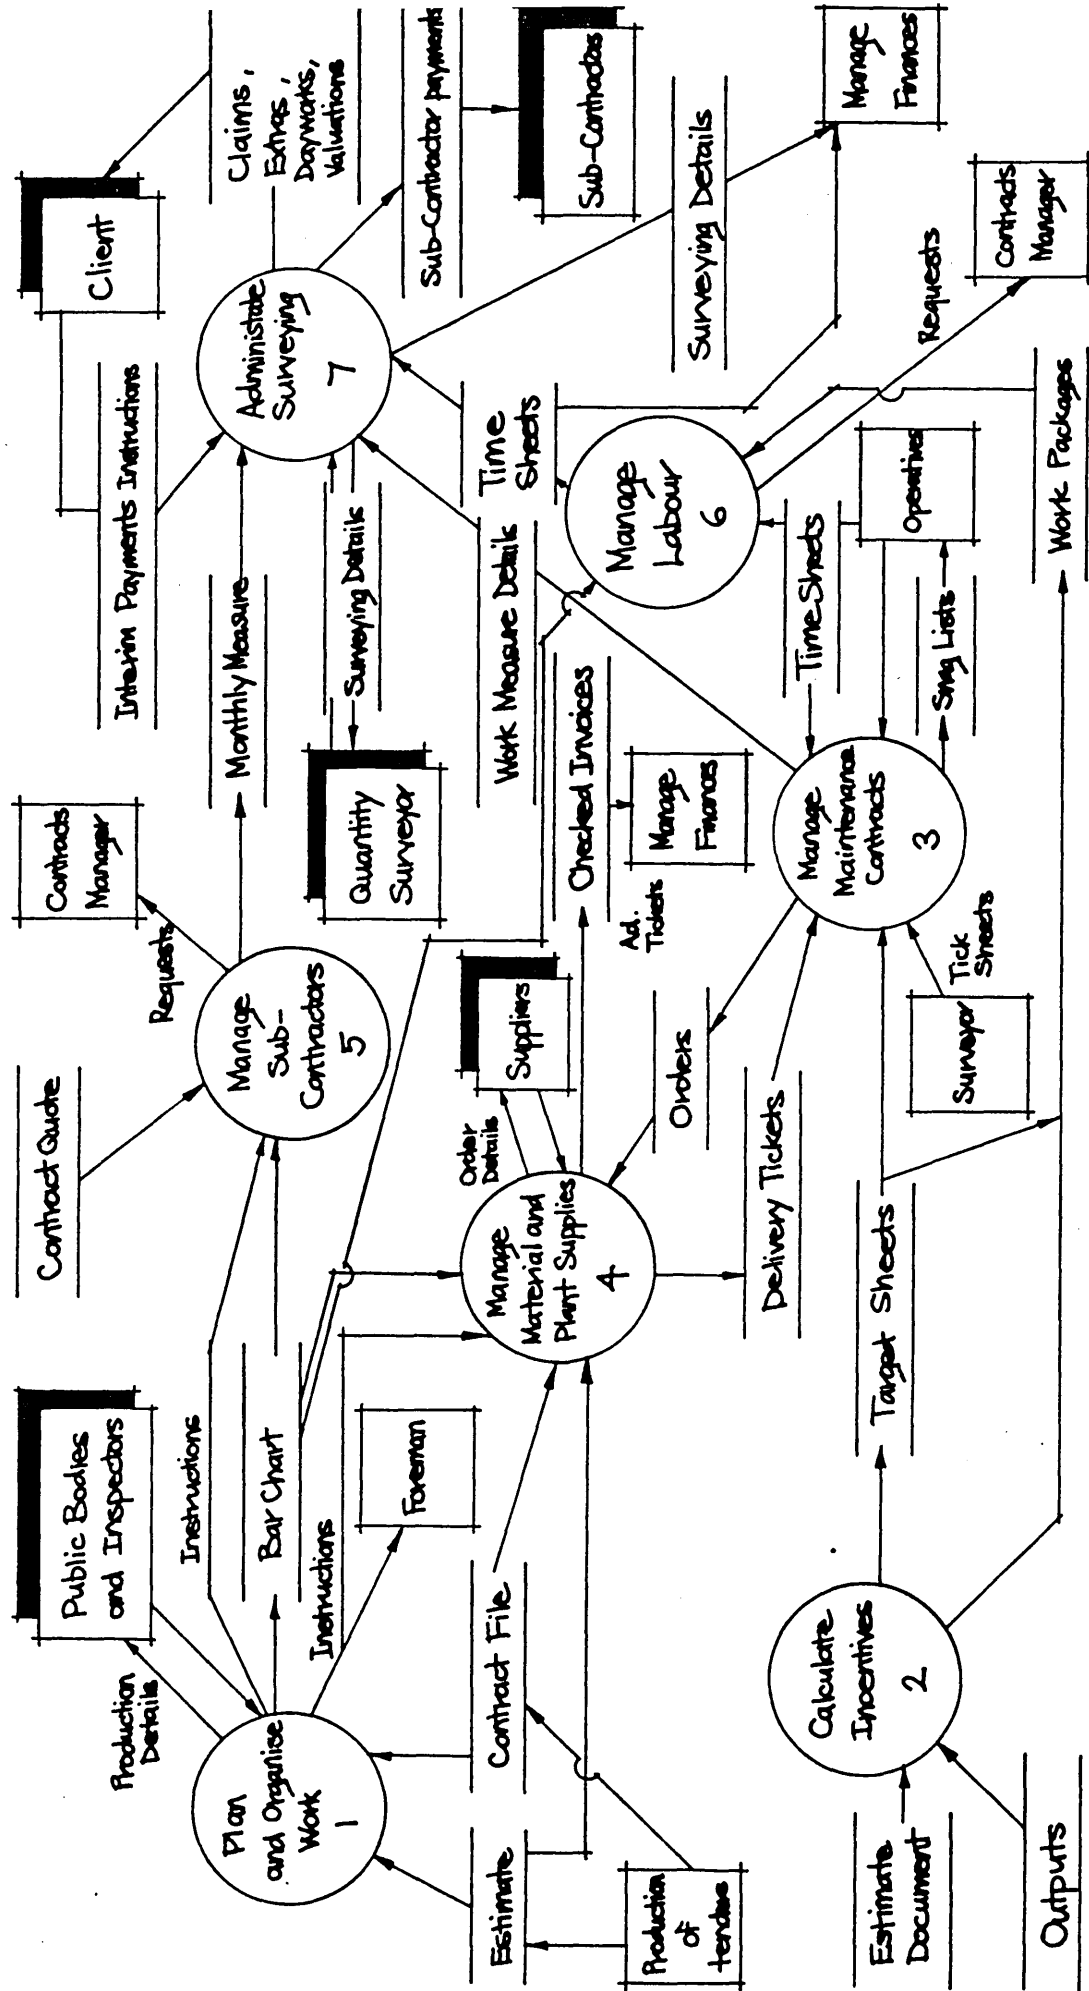 Public Bodies
and Inspectors
Production
Details
Plan
and Organise
Work
1
Instructions
Bar Chart
Instructions
Foreman
Estimate
Contract File
Production
of
tenders
Estimate
Document
Outputs
Calculate
Incentives
2
Target Sheets
Contract Quote
Requests
Contracts
Manager
Manage
Sub-
Contractors
5
Monthly Measure
Order
Details
Suppliers
Manage
Material and
Plant Supplies
4
Delivery Tickets
Orders
Checked Invoices
Ad.
Tickets
Manage
Finances
Surveyor
Tick
Sheets
Manage
Maintenance
Contracts
3
Time Sheets
Snag Lists
Operatives
Work Packages
Quantity
Surveyor
Surveying Details
Work Measure Details
Interim Payments Instructions
Client
Administate
Surveying
7
Time
Sheets
Manage
Labour
6
Requests
Contracts
Manager
Claims,
Extras,
Dayworks,
Valuations
Sub-Contractor payments
Sub-Contractors
Surveying Details
Manage
Finances